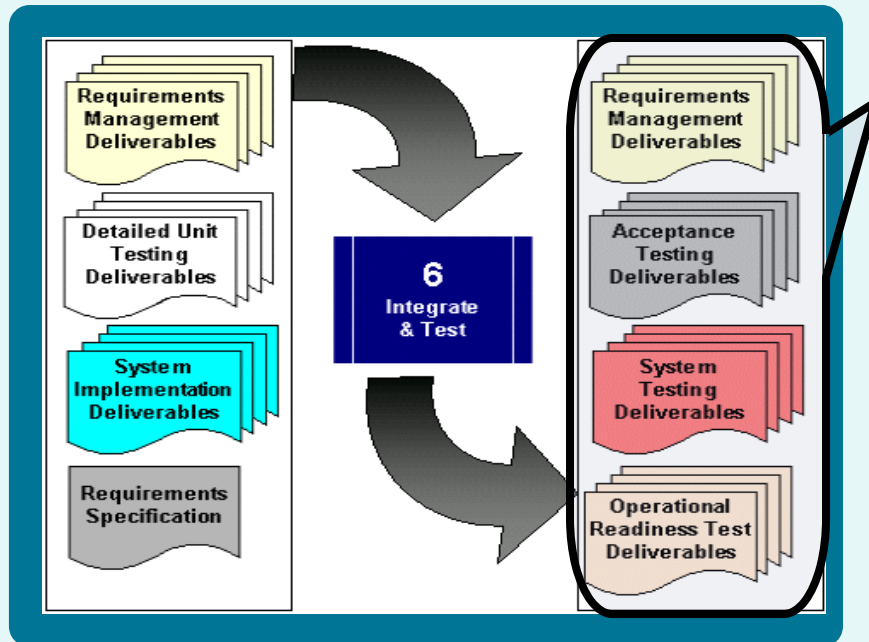 Requirements
Management
Deliverables
Detailed Unit
Testing
Deliverables
System
Implementation
Deliverables
Requirements
Specification
6
Integrate
& Test
Requirements
Management
Deliverables
Acceptance
Testing
Deliverables
System
Testing
Deliverables
Operational
Readiness Test
Deliverables